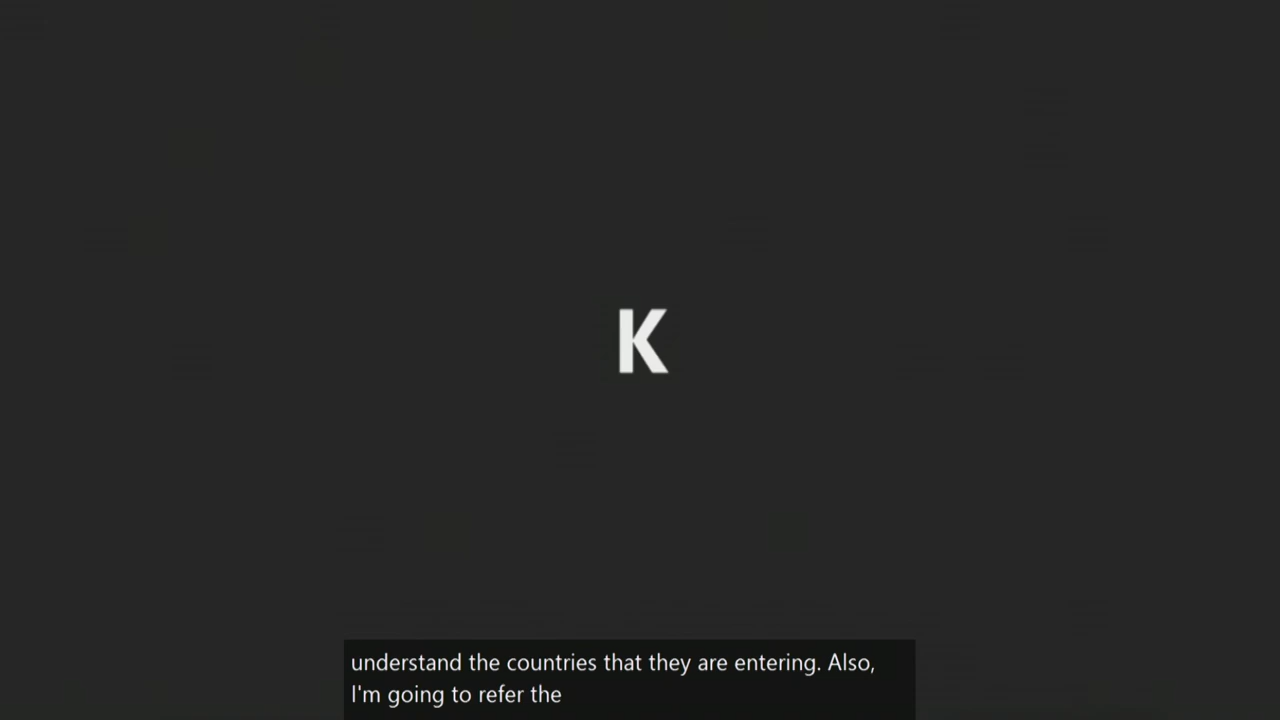 K
understand the countries that they are entering. Also,
I'm going to refer the